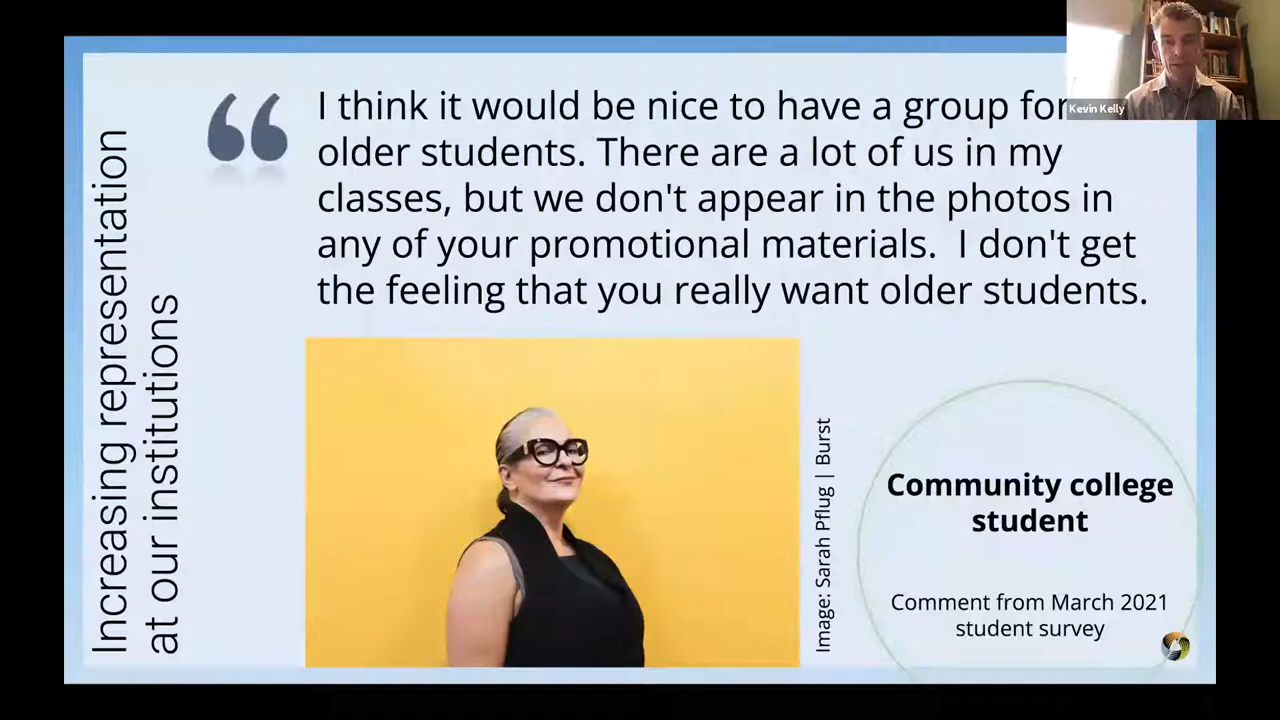 Increasing representation
at our institutions
I think it would be nice to have a group for
older students. There are a lot of us in my
classes, but we don't appear in the photos in
any of your promotional materials.  I don't get
the feeling that you really want older students.
Image: Sarah Pflug | Burst
Community college
student
Comment from March 2021
student survey
Kevin Kelly